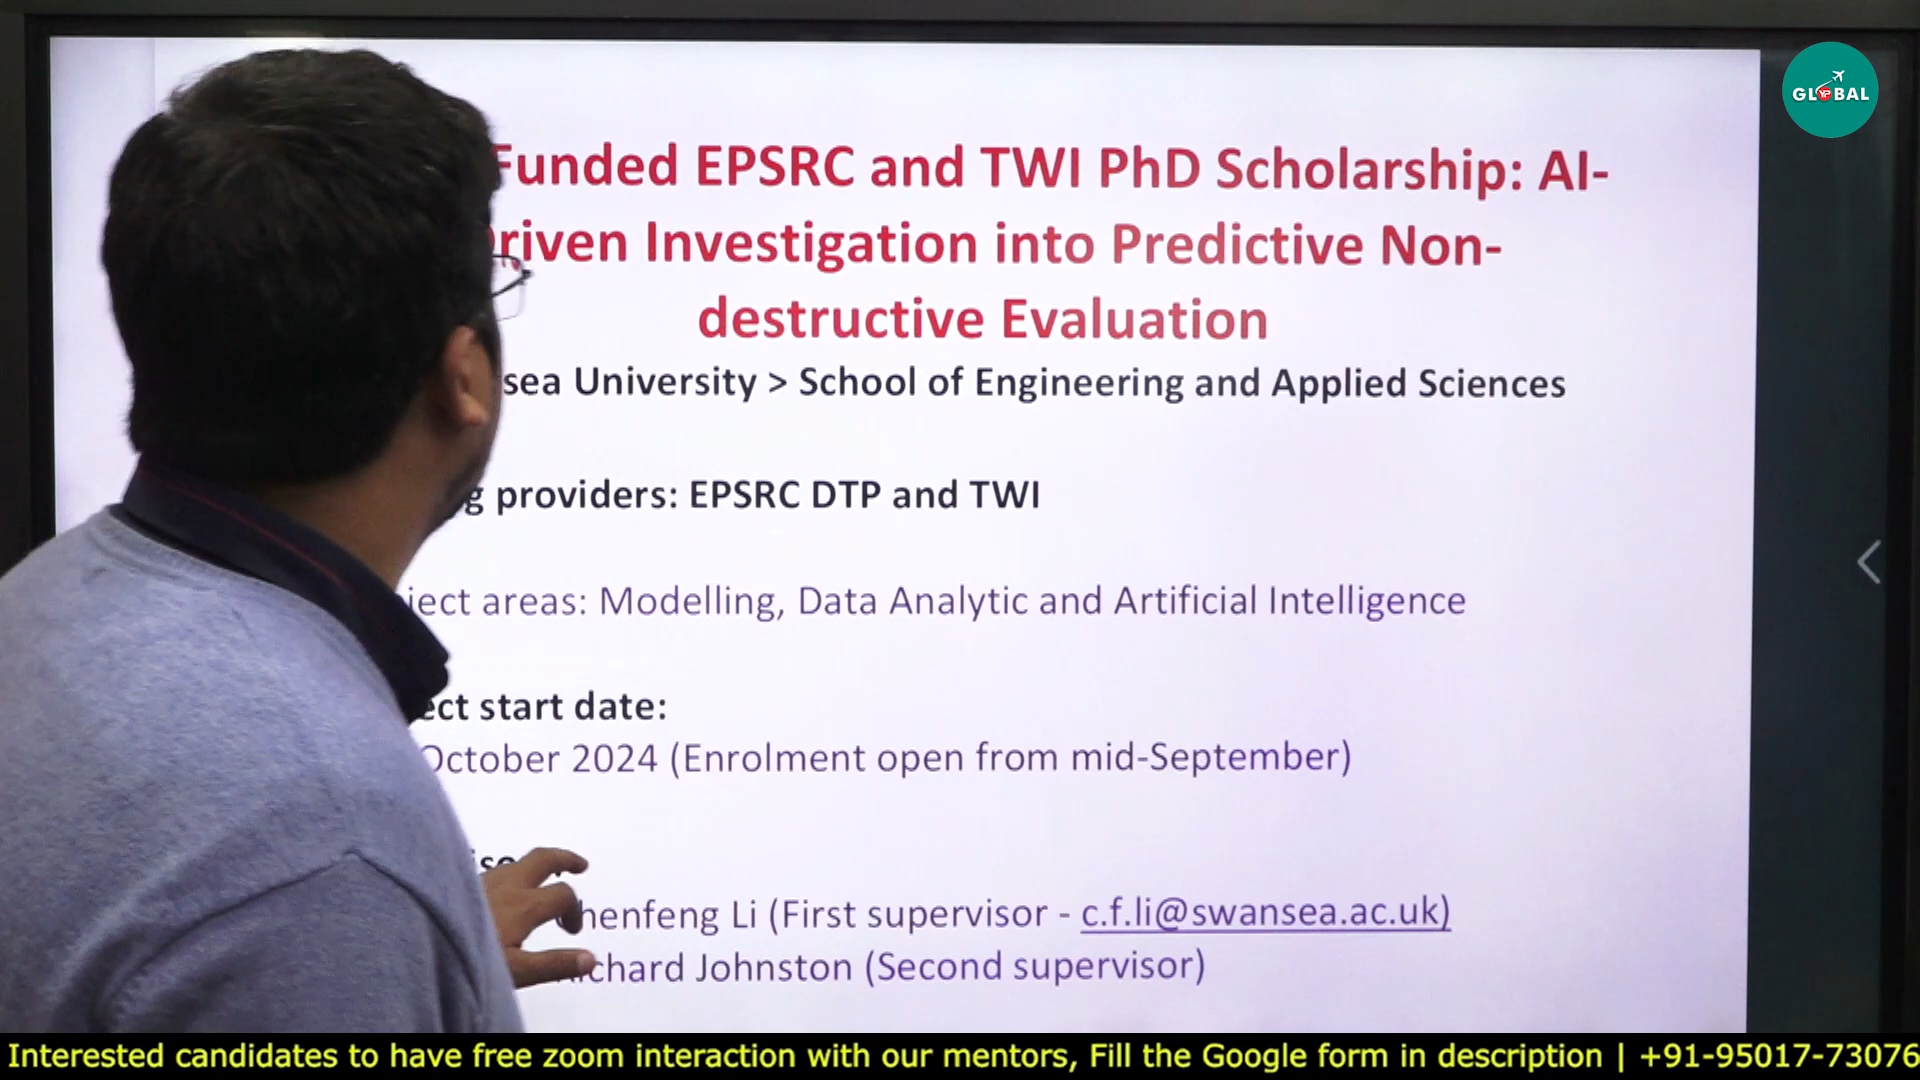 GLOBAL
YP
Funded EPSRC and TWI PhD Scholarship: AI-
riven Investigation into Predictive Non-
destructive Evaluation
sea University > School of Engineering and Applied Sciences
g providers: EPSRC DTP and TWI
ject areas: Modelling, Data Analytic and Artificial Intelligence
ect start date:
October 2024 (Enrolment open from mid-September)
henfeng Li (First supervisor - c.f.li@swansea.ac.uk)
ichard Johnston (Second supervisor)
Interested candidates to have free zoom interaction with our mentors, Fill the Google form in description | +91-95017-73076